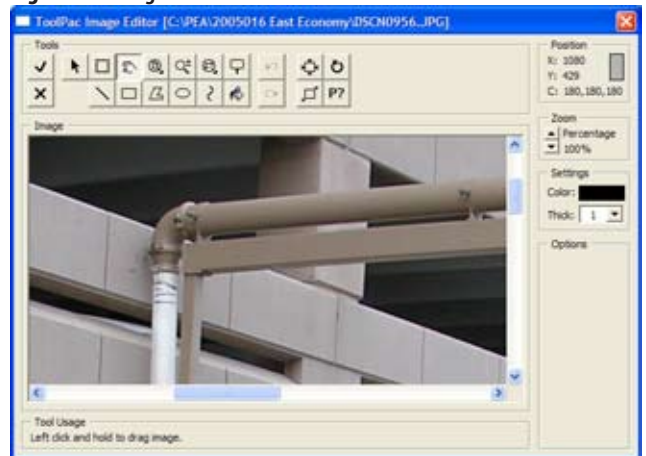 ToolPac Image Editor [C:\PEA\2005016 East Economy\DSCN0956..JPG]
Tools
P?
Position
X: 1080
Y: 429
C: 180, 180, 180
Zoom
Percentage
100%
Settings
Color:
Thick: 1
Options
Image
Tool Usage
Left click and hold to drag image.